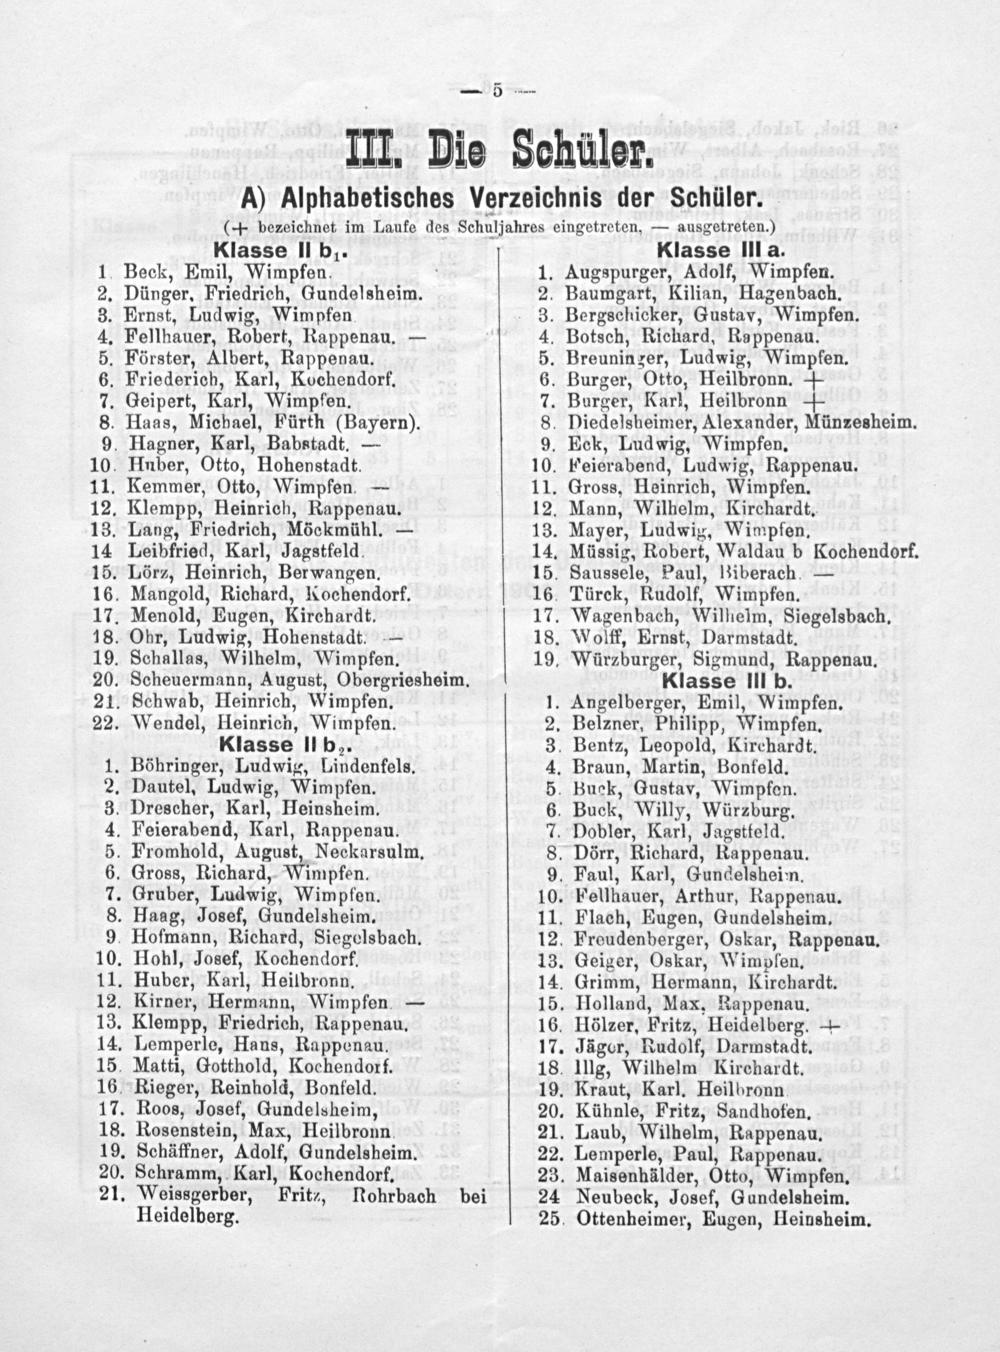 — 5 —
III. Die Schüler.
A) Alphabetisches Verzeichnis der Schüler.
(+ bezeichnet im Laufe des Schuljahres eingetreten, — ausgetreten.)
Klasse II b1.
1 Beck, Emil, Wimpfen.
2. Dünger, Friedrich, Gundelsheim.
3. Ernst, Ludwig, Wimpfen
4. Fellhauer, Robert, Rappenau. —
5. Förster, Albert, Rappenau.
6. Friederich, Karl, Kochendorf.
7. Geipert, Karl, Wimpfen.
8. Haas, Michael, Fürth (Bayern).
9. Hagner, Karl, Babstadt. —
10. Huber, Otto, Hohenstadt.
11. Kemmer, Otto, Wimpfen. —
12. Klempp, Heinrich, Rappenau.
13. Lang, Friedrich, Möckmühl. —
14 Leibfried, Karl, Jagstfeld.
15. Lörz, Heinrich, Berwangen.
16. Mangold, Richard, Kochendorf.
17. Menold, Eugen, Kirchardt.
18. Ohr, Ludwig, Hohenstadt. —
19. Schallas, Wilhelm, Wimpfen.
20. Scheuermann, August, Obergriesheim.
21. Schwab, Heinrich, Wimpfen.
22. Wendel, Heinrich, Wimpfen.
Klasse II b2.
1. Böhringer, Ludwig, Lindenfels.
2. Dautel, Ludwig, Wimpfen.
3. Drescher, Karl, Heinsheim.
4. Feierabend, Karl, Rappenau.
5. Fromhold, August, Neckarsulm.
6. Gross, Richard, Wimpfen.
7. Gruber, Ludwig, Wimpfen.
8. Haag, Josef, Gundelsheim.
9. Hofmann, Richard, Siegelsbach.
10. Hohl, Josef, Kochendorf.
11. Huber, Karl, Heilbronn.
12. Kirner, Hermann, Wimpfen —
13. Klempp, Friedrich, Rappenau.
14. Lemperle, Hans, Rappenau.
15. Matti, Gotthold, Kochendorf.
16. Rieger, Reinhold, Bonfeld.
17. Roos, Josef, Gundelsheim,
18. Rosenstein, Max, Heilbronn
19. Schäffner, Adolf, Gundelsheim.
20. Schramm, Karl, Kochendorf.
21. Weissgerber, Fritz, Rohrbach bei
Heidelberg.
Klasse III a.
1. Augspurger, Adolf, Wimpfen.
2. Baumgart, Kilian, Hagenbach.
3. Bergschicker, Gustav, Wimpfen.
4. Botsch, Richard, Rappenau.
5. Breuninger, Ludwig, Wimpfen.
6. Burger, Otto, Heilbronn. +
7. Burger, Karl, Heilbronn +
8. Diedelsheimer, Alexander, Münzesheim.
9. Eck, Ludwig, Wimpfen.
10. Feierabend, Ludwig, Rappenau.
11. Gross, Heinrich, Wimpfen.
12. Mann, Wilhelm, Kirchardt.
13. Mayer, Ludwig, Wimpfen.
14. Müssig, Robert, Waldau b Kochendorf.
15. Saussele, Paul, Biberach. —
16. Türck, Rudolf, Wimpfen.
17. Wagenbach, Wilhelm, Siegelsbach.
18. Wolff, Ernst, Darmstadt.
19. Würzburger, Sigmund, Rappenau.
Klasse III b.
1. Angelberger, Emil, Wimpfen.
2. Belzner, Philipp, Wimpfen.
3. Bentz, Leopold, Kirchardt.
4. Braun, Martin, Bonfeld.
5. Buck, Gustav, Wimpfen.
6. Buck, Willy, Würzburg.
7. Dobler, Karl, Jagstfeld.
8. Dörr, Richard, Rappenau.
9. Faul, Karl, Gundelsheim.
10. Fellhauer, Arthur, Rappenau.
11. Flach, Eugen, Gundelsheim.
12. Freudenberger, Oskar, Rappenau.
13. Geiger, Oskar, Wimpfen.
14. Grimm, Hermann, Kirchardt.
15. Holland, Max, Rappenau.
16. Hölzer, Fritz, Heidelberg. +
17. Jäger, Rudolf, Darmstadt.
18. Illg, Wilhelm Kirchardt.
19. Kraut, Karl. Heilbronn
20. Kühnle, Fritz, Sandhofen.
21. Laub, Wilhelm, Rappenau.
22. Lemperle, Paul, Rappenau.
23. Maisenhälder, Otto, Wimpfen.
24 Neubeck, Josef, Gundelsheim.
25. Ottenheimer, Eugen, Heinsheim.